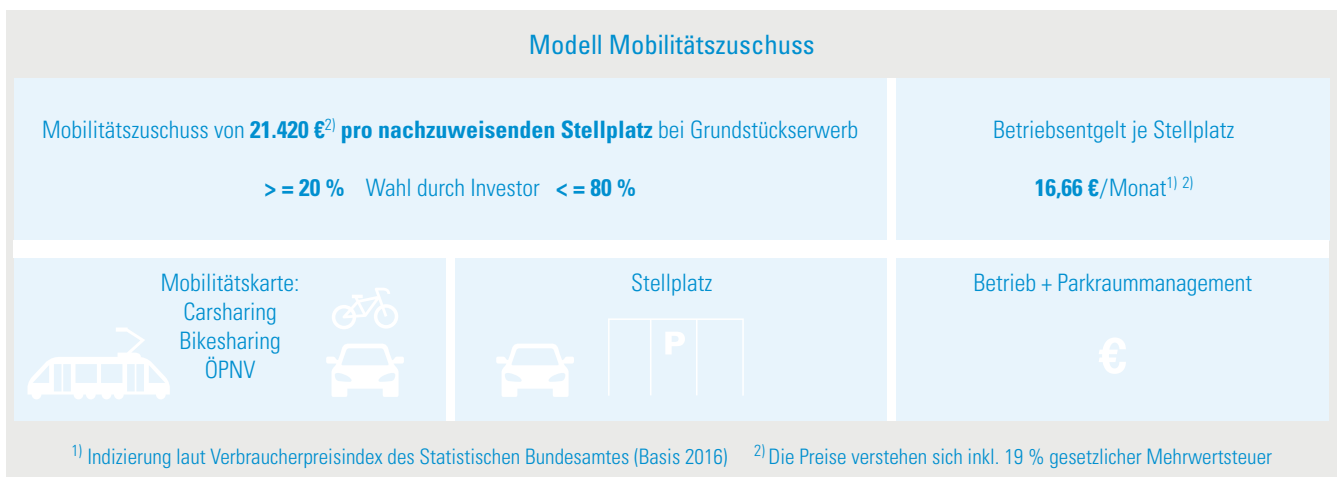 Modell Mobilitätszuschuss
Mobilitätszuschuss von 21.420 €2) pro nachzuweisenden Stellplatz bei Grundstückserwerb
> = 20 % Wahl durch Investor < = 80 %
Betriebsentgelt je Stellplatz
16,66 €/Monat1) 2)
Mobilitätskarte:
Carsharing
Bikesharing
ÖPNV
Stellplatz
P
Betrieb + Parkraummanagement
€
1) Indizierung laut Verbraucherpreisindex des Statistischen Bundesamtes (Basis 2016) 2) Die Preise verstehen sich inkl. 19 % gesetzlicher Mehrwertsteuer